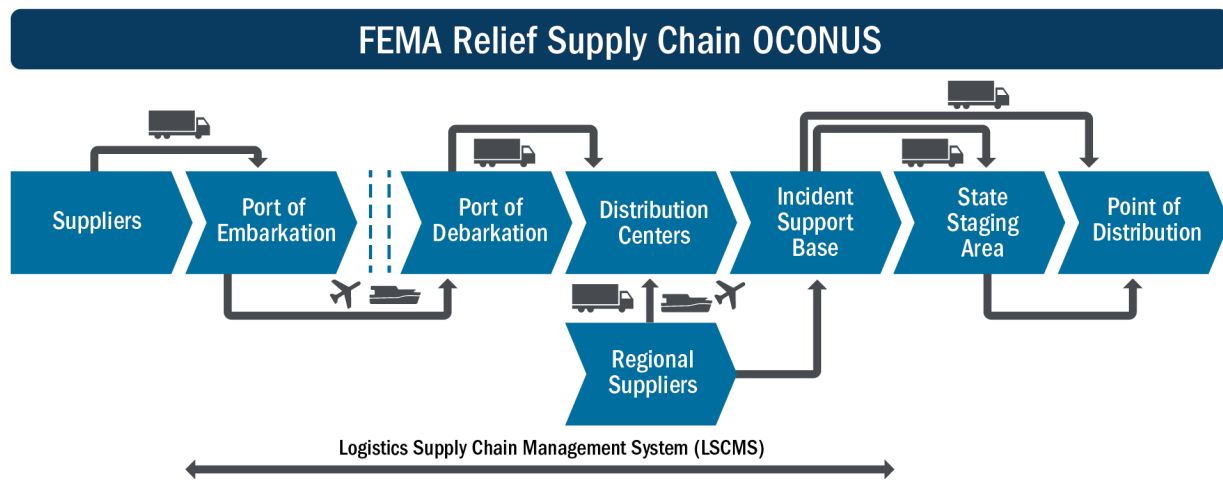 FEMA Relief Supply Chain OCONUS
Suppliers
Port of
Embarkation
Port of
Debarkation
Distribution
Centers
Incident
Support
Base
State
Staging
Area
Point of
Distribution
Regional
Suppliers
Logistics Supply Chain Management System (LSCMS)